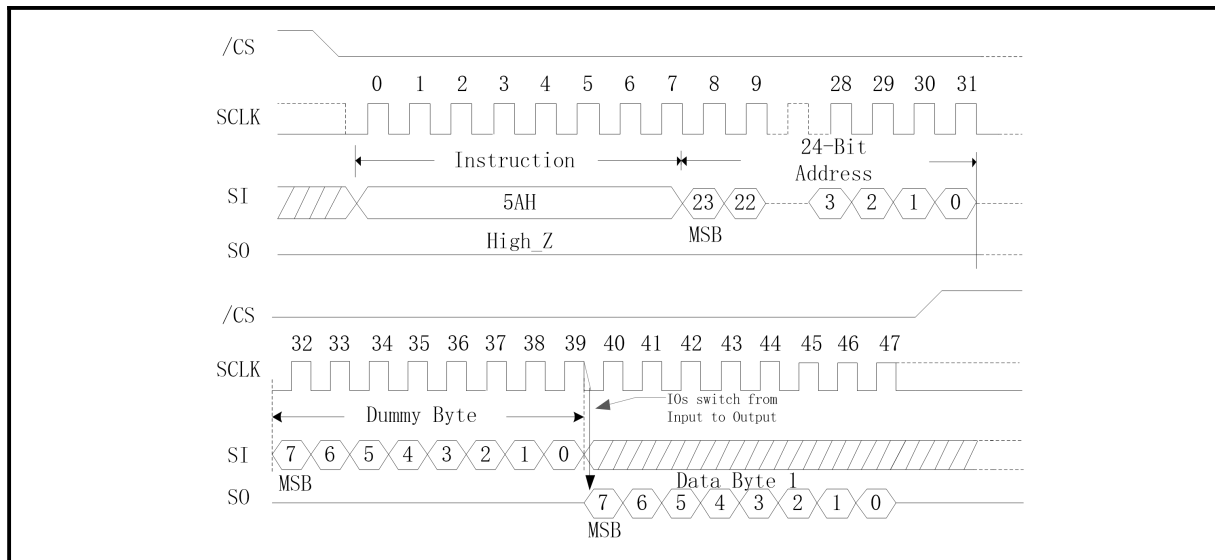 /CS
0 1 2 3 4 5 6 7 8 9 28 29 30 31
SCLK
Instruction
24-Bit
Address
SI
5AH
23 22 3 2 1 0
MSB
High_Z
SO
/CS
32 33 34 35 36 37 38 39 40 41 42 43 44 45 46 47
SCLK
IOs switch from
Input to Output
Dummy Byte
SI
7 6 5 4 3 2 1 0
MSB
Data Byte 1
SO
7 6 5 4 3 2 1 0
MSB